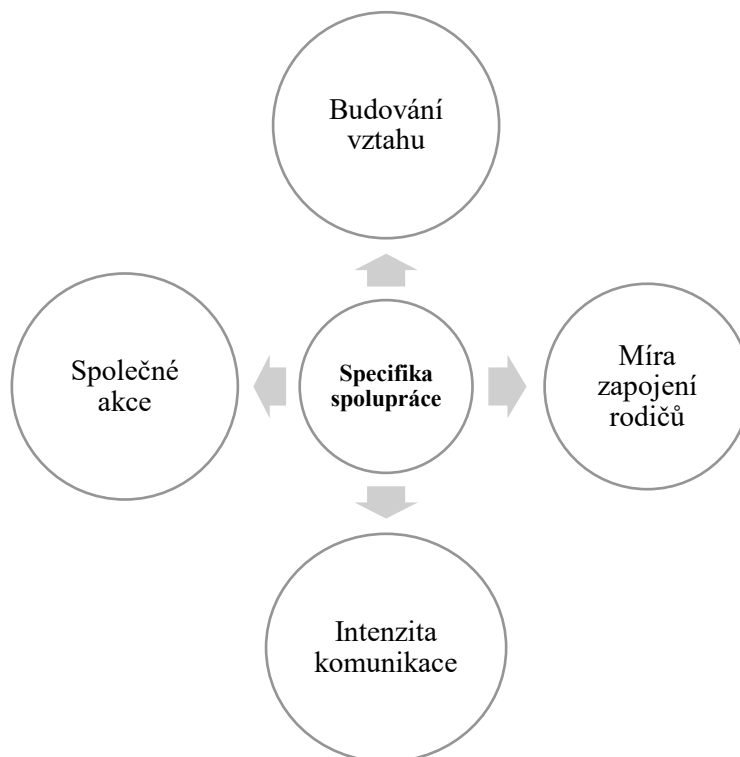 Budování
vztahu
Společné
akce
Specifika
spolupráce
Míra
zapojení
rodičů
Intenzita
komunikace